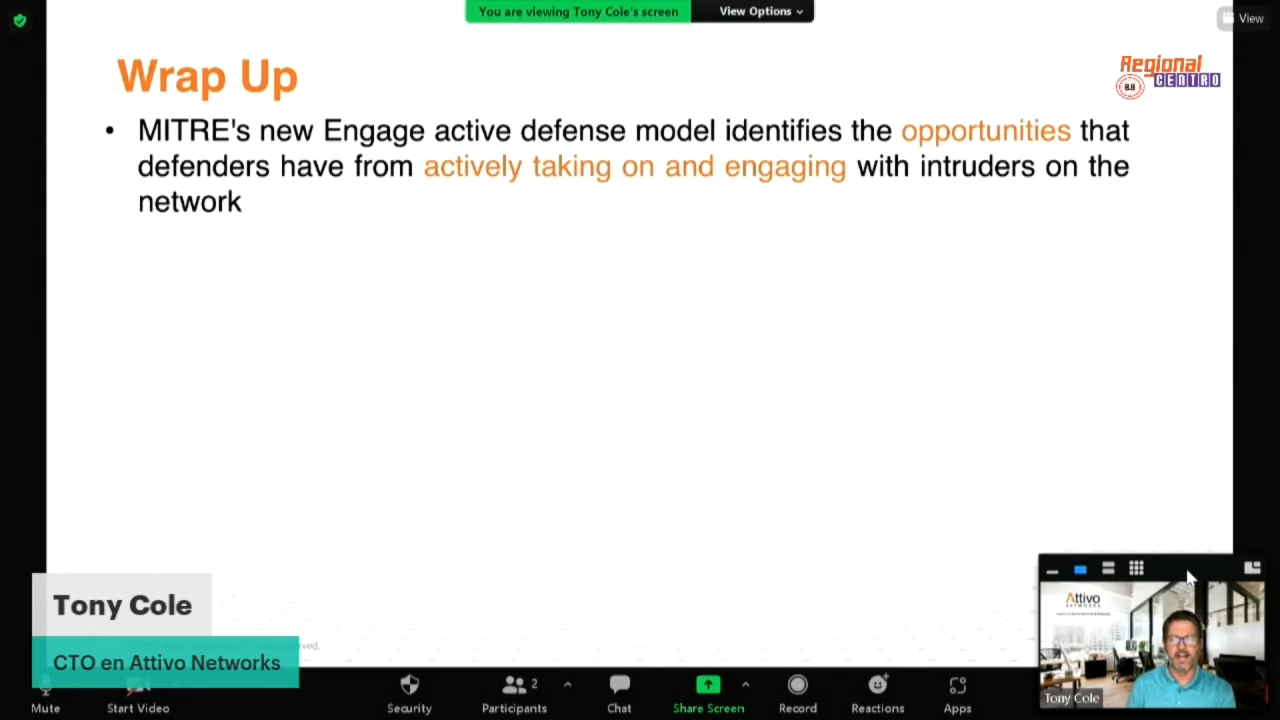 You are viewing Tony Cole's screen
View Options
View
Wrap Up
Regional
8.8 CENTRO
• MITRE's new Engage active defense model identifies the opportunities that
defenders have from actively taking on and engaging with intruders on the
network
Tony Cole
CTO en Attivo Networks
Attivo
NETWORKS
Tony Cole
Mute
Start Video
Security
Participants
2
Chat
Share Screen
Record
Reactions
Apps